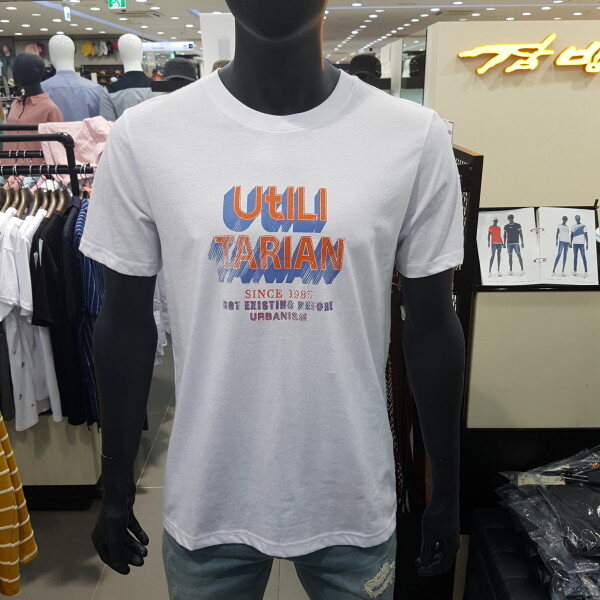 UtiLI
TARIAN
SINCE 1987
NOT EXISTING BEFORE
URBANISM